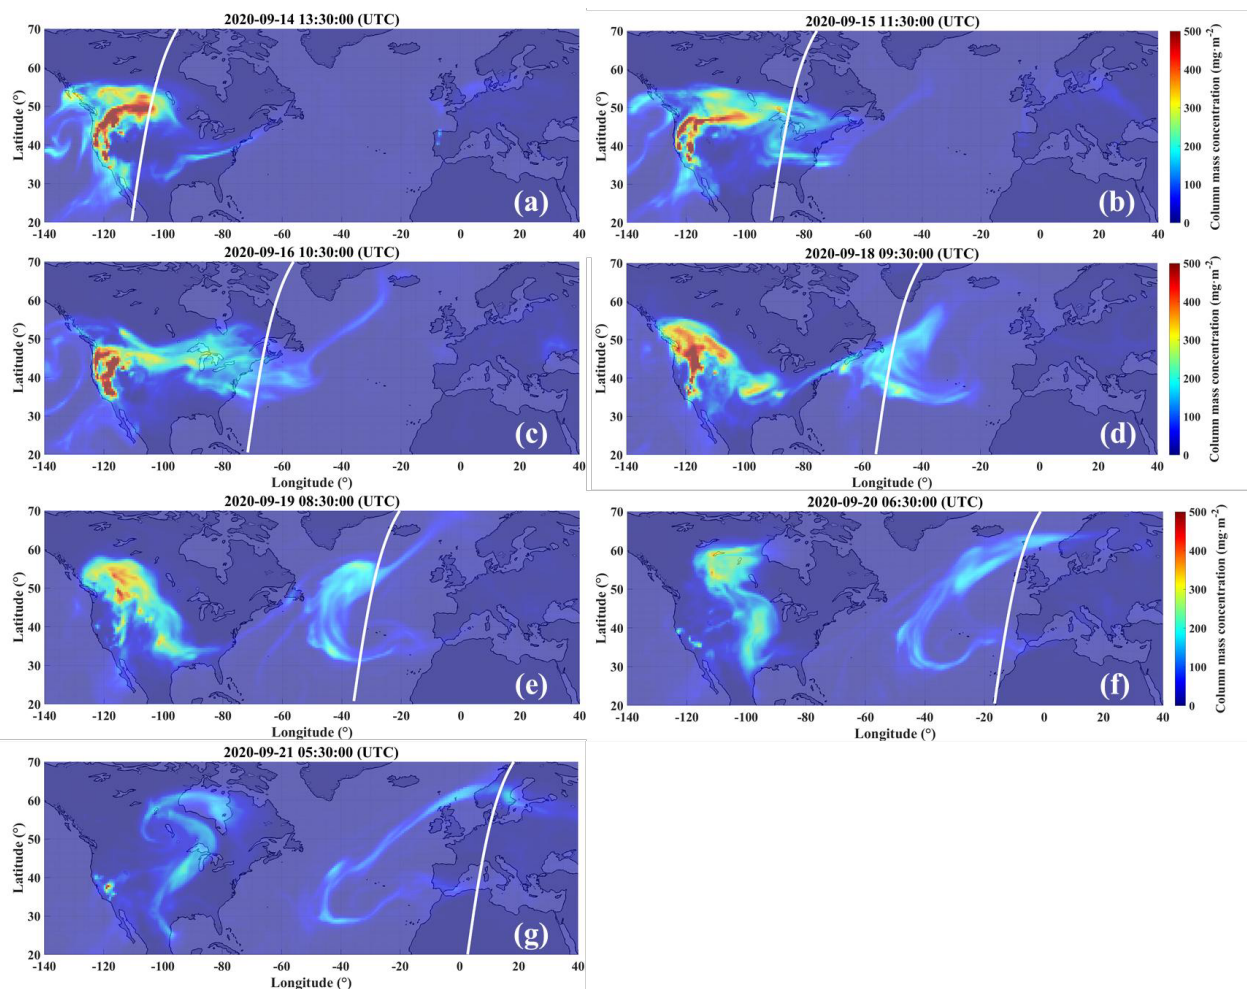 2020-09-14 13:30:00 (UTC)
70
60
50
40
30
20
Latitude (°)
-140 -120 -100 -80 -60 -40 -20 0 20 40
(a)
2020-09-15 11:30:00 (UTC)
70
60
50
40
30
20
Latitude (°)
-140 -120 -100 -80 -60 -40 -20 0 20 40
(b)
500
400
300
200
100
0
Column mass concentration (mg·m-2)
2020-09-16 10:30:00 (UTC)
70
60
50
40
30
20
Latitude (°)
-140 -120 -100 -80 -60 -40 -20 0 20 40
Longitude (°)
(c)
2020-09-18 09:30:00 (UTC)
70
60
50
40
30
20
Latitude (°)
-140 -120 -100 -80 -60 -40 -20 0 20 40
Longitude (°)
(d)
500
400
300
200
100
0
Column mass concentration (mg·m-2)
2020-09-19 08:30:00 (UTC)
70
60
50
40
30
20
Latitude (°)
-140 -120 -100 -80 -60 -40 -20 0 20 40
Longitude (°)
(e)
2020-09-20 06:30:00 (UTC)
70
60
50
40
30
20
Latitude (°)
-140 -120 -100 -80 -60 -40 -20 0 20 40
Longitude (°)
(f)
500
400
300
200
100
0
Column mass concentration (mg·m-2)
2020-09-21 05:30:00 (UTC)
70
60
50
40
30
20
Latitude (°)
-140 -120 -100 -80 -60 -40 -20 0 20 40
Longitude (°)
(g)